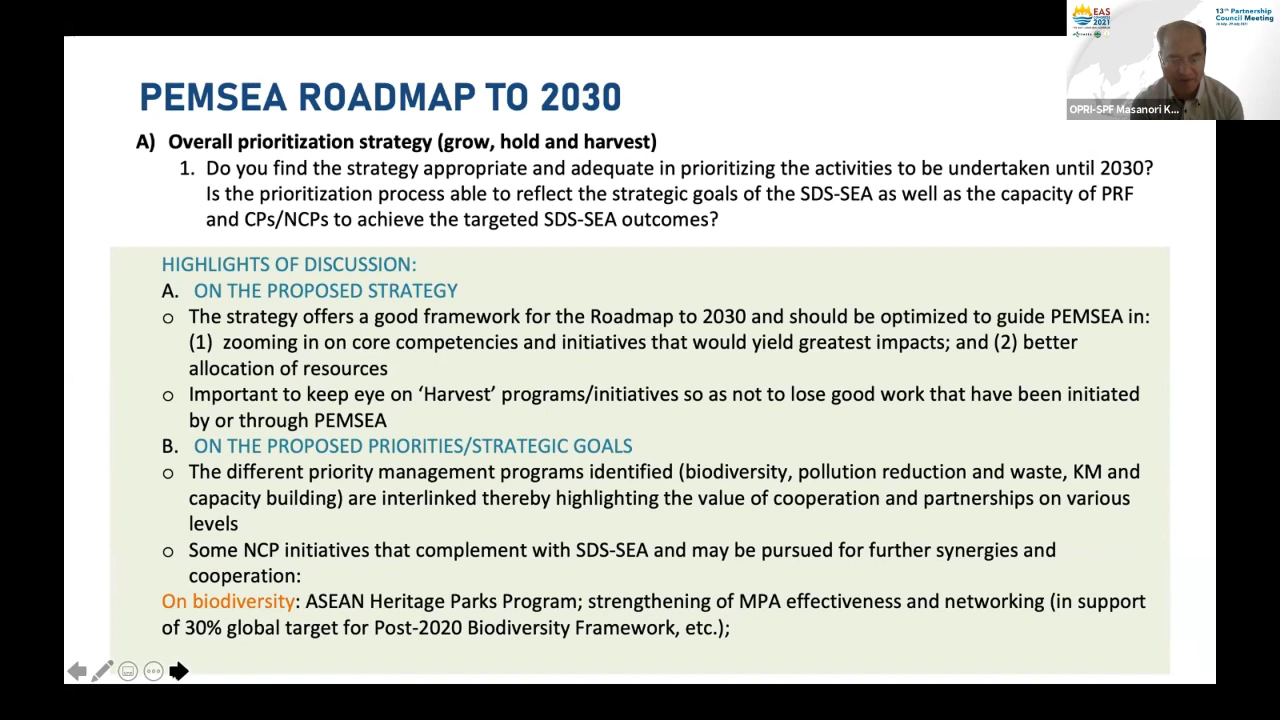 EAS
CONGRESS
2021
13th Partnership
Council Meeting
OPRI-SPF Masanori K...
PEMSEA ROADMAP TO 2030
A) Overall prioritization strategy (grow, hold and harvest)
1. Do you find the strategy appropriate and adequate in prioritizing the activities to be undertaken until 2030?
Is the prioritization process able to reflect the strategic goals of the SDS-SEA as well as the capacity of PRF
and CPs/NCPs to achieve the targeted SDS-SEA outcomes?
HIGHLIGHTS OF DISCUSSION:
A. ON THE PROPOSED STRATEGY
o The strategy offers a good framework for the Roadmap to 2030 and should be optimized to guide PEMSEA in:
(1) zooming in on core competencies and initiatives that would yield greatest impacts; and (2) better
allocation of resources
o Important to keep eye on ‘Harvest’ programs/initiatives so as not to lose good work that have been initiated
by or through PEMSEA
B. ON THE PROPOSED PRIORITIES/STRATEGIC GOALS
o The different priority management programs identified (biodiversity, pollution reduction and waste, KM and
capacity building) are interlinked thereby highlighting the value of cooperation and partnerships on various
levels
o Some NCP initiatives that complement with SDS-SEA and may be pursued for further synergies and
cooperation:
On biodiversity: ASEAN Heritage Parks Program; strengthening of MPA effectiveness and networking (in support
of 30% global target for Post-2020 Biodiversity Framework, etc.);